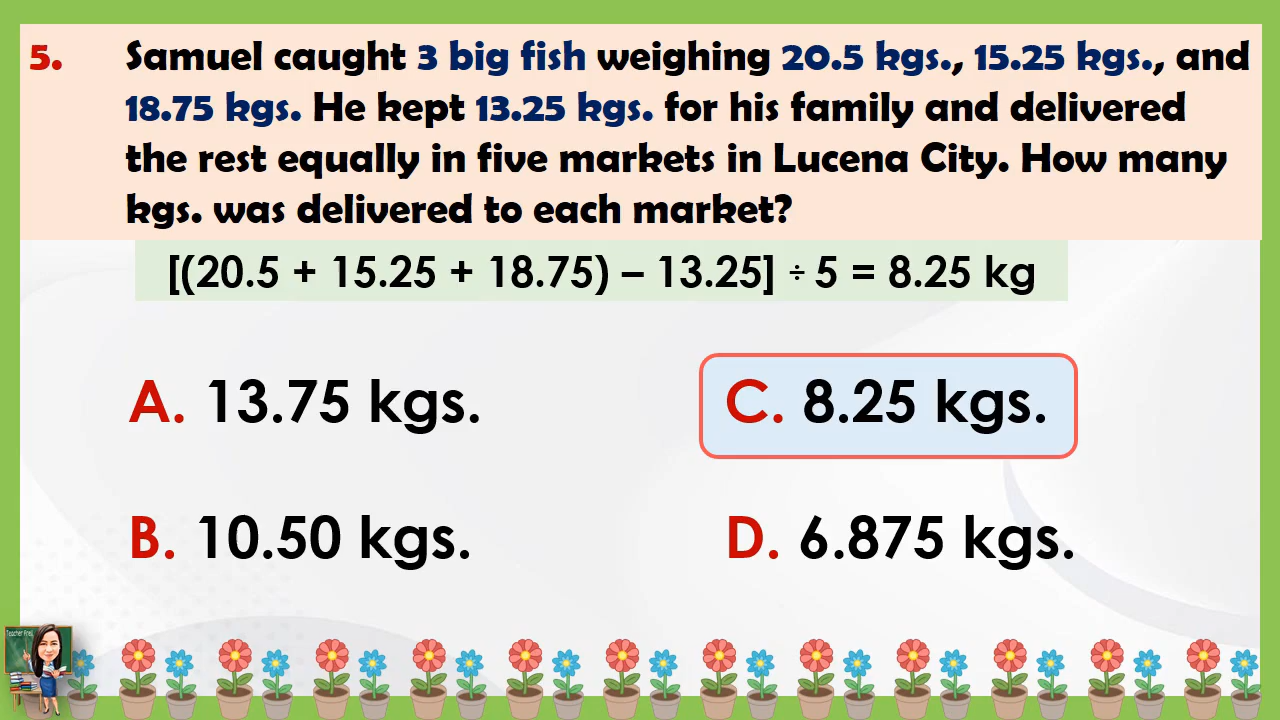 5. Samuel caught 3 big fish weighing 20.5 kgs., 15.25 kgs., and
18.75 kgs. He kept 13.25 kgs. for his family and delivered
the rest equally in five markets in Lucena City. How many
kgs. was delivered to each market?
[(20.5 + 15.25 + 18.75) – 13.25] ÷ 5 = 8.25 kg
A. 13.75 kgs.
C. 8.25 kgs.
B. 10.50 kgs.
D. 6.875 kgs.